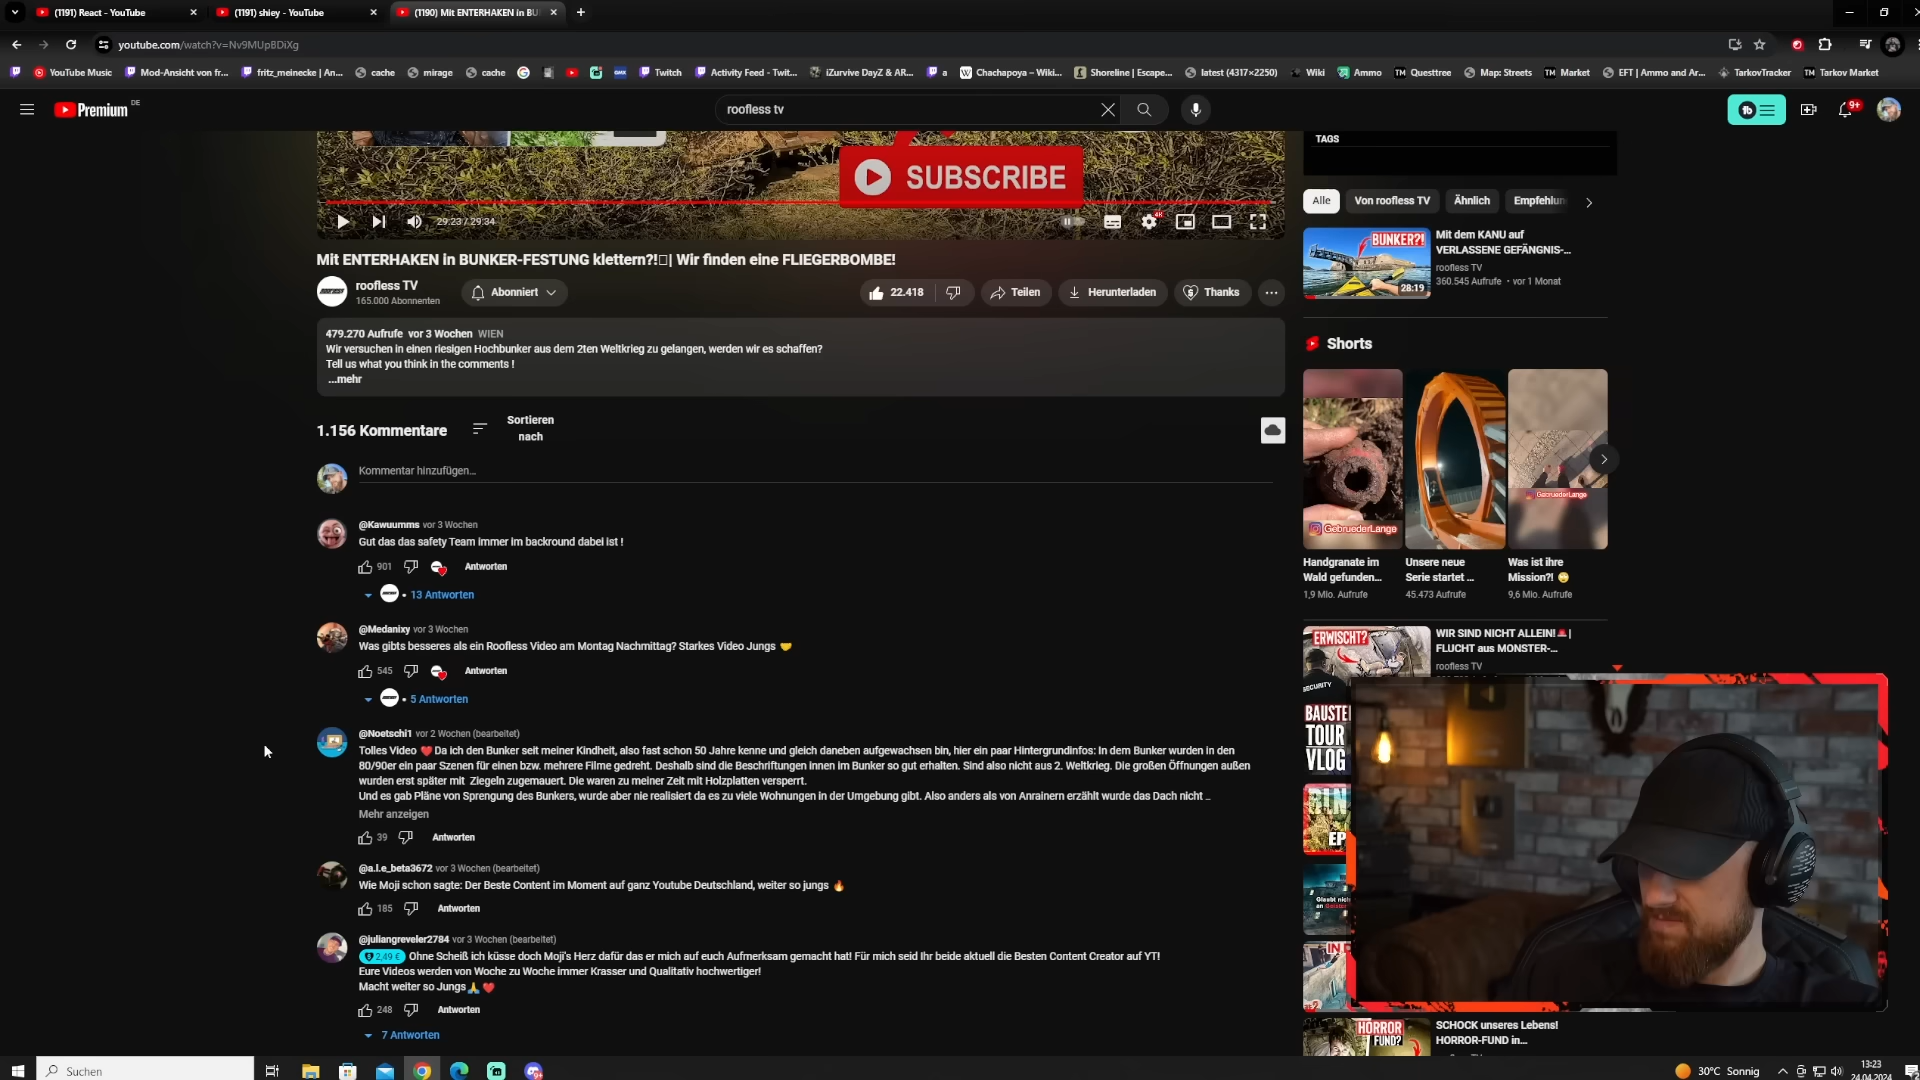 (1191) React - YouTube
(1191) shiey - YouTube
(1190) Mit ENTERHAKEN in BU
youtube.com/watch?v=Nv9MUpBDiXg
YouTube Music
Mod-Ansicht von fr...
fritz_meinecke | An...
cache
mirage
cache
Twitch
Activity Feed - Twit...
iZurvive DayZ & AR...
a
Chachapoya – Wiki...
Shoreline | Escape...
latest (4317×2250)
Wiki
Ammo
Questtree
Map: Streets
Market
EFT | Ammo and Ar...
TarkovTracker
Tarkov Market
Premium DE
roofless tv
9+
SUBSCRIBE
29:23 / 29:34
Mit ENTERHAKEN in BUNKER-FESTUNG klettern?!| Wir finden eine FLIEGERBOMBE!
roofless TV
165.000 Abonnenten
Abonniert
22.418
Teilen
Herunterladen
Thanks
479.270 Aufrufe vor 3 Wochen WIEN
Wir versuchen in einen riesigen Hochbunker aus dem 2ten Weltkrieg zu gelangen, werden wir es schaffen?
Tell us what you think in the comments !
...mehr
1.156 Kommentare
Sortieren
nach
Kommentar hinzufügen...
@Kawuumms vor 3 Wochen
Gut das das safety Team immer im backround dabei ist !
901
Antworten
13 Antworten
@Medanixy vor 3 Wochen
Was gibts besseres als ein Roofless Video am Montag Nachmittag? Starkes Video Jungs 🤝
545
Antworten
5 Antworten
@Noetschi1 vor 2 Wochen (bearbeitet)
Tolles Video ❤️Da ich den Bunker seit meiner Kindheit, also fast schon 50 Jahre kenne und gleich daneben aufgewachsen bin, hier ein paar Hintergrundinfos: In dem Bunker wurden in den
80/90er ein paar Szenen für einen bzw. mehrere Filme gedreht. Deshalb sind die Beschriftungen innen im Bunker so gut erhalten. Sind also nicht aus 2. Weltkrieg. Die großen Öffnungen außen
wurden erst später mit Ziegeln zugemauert. Die waren zu meiner Zeit mit Holzplatten versperrt.
Und es gab Pläne von Sprengung des Bunkers, wurde aber nie realisiert da es zu viele Wohnungen in der Umgebung gibt. Also anders als von Anrainern erzählt wurde das Dach nicht ...
Mehr anzeigen
39
Antworten
@a.l.e_beta3672 vor 3 Wochen (bearbeitet)
Wie Moji schon sagte: Der Beste Content im Moment auf ganz Youtube Deutschland, weiter so jungs 🔥
185
Antworten
@juliangreveler2784 vor 3 Wochen (bearbeitet)
2,49 € Ohne Scheiß ich küsse doch Moji's Herz dafür das er mich auf euch Aufmerksam gemacht hat! Für mich seid Ihr beide aktuell die Besten Content Creator auf YT!
Eure Videos werden von Woche zu Woche immer Krasser und Qualitativ hochwertiger!
Macht weiter so Jungs🙏 ❤️
248
Antworten
7 Antworten
TAGS
Alle
Von roofless TV
Ähnlich
Empfehlun
BUNKER?!
28:19
Mit dem KANU auf
VERLASSENE GEFÄNGNIS-...
roofless TV
360.545 Aufrufe • vor 1 Monat
Shorts
GebruederLange
GebruederLange
Handgranate im
Wald gefunden...
1,9 Mio. Aufrufe
Unsere neue
Serie startet ...
45.473 Aufrufe
Was ist ihre
Mission?! 🙄
9,6 Mio. Aufrufe
ERWISCHT?
SECURITY
WIR SIND NICHT ALLEIN!🚨|
FLUCHT aus MONSTER-...
roofless TV
BAUSTE
TOUR
VLOG
EP
HORROR
FUND?
SCHOCK unseres Lebens!
HORROR-FUND in...
Suchen
30°C Sonnig
13:23
24.04.2024